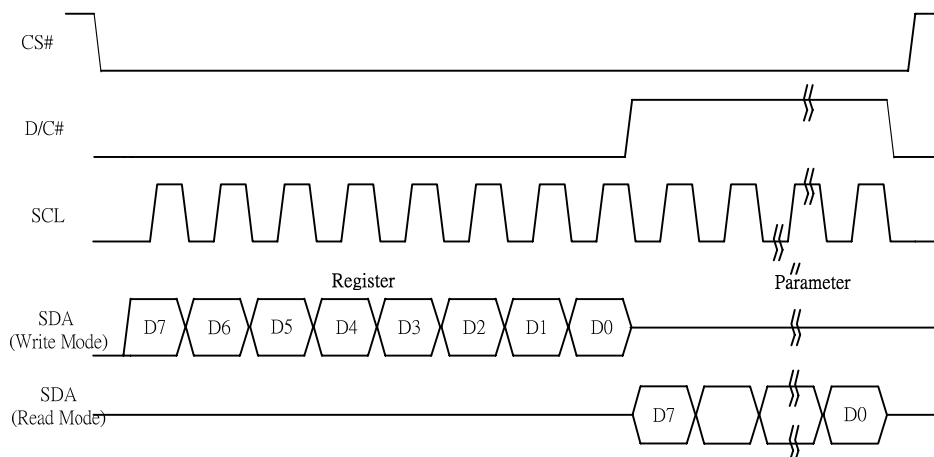 CS#
D/C#
SCL
Register
Parameter
SDA
(Write Mode)
D7 D6 D5 D4 D3 D2 D1 D0
SDA
(Read Mode)
D7 D0